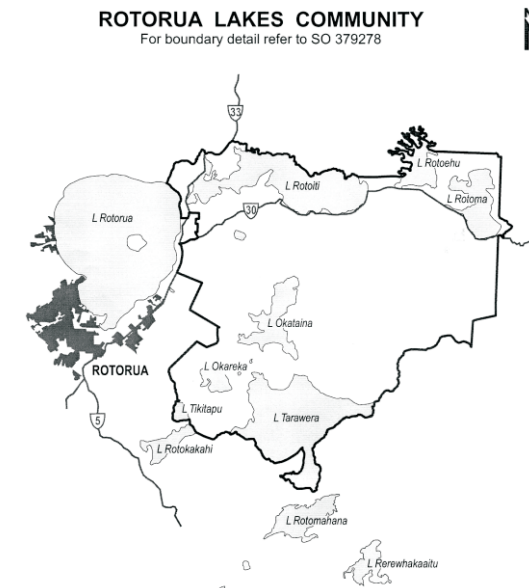 ROTORUA LAKES COMMUNITY
For boundary detail refer to SO 379278
33
L Rotoehu
L Rotoiti
L Rotoma
L Rotorua
30
L Okataina
L Okareka
ROTORUA
L Tikitapu
L Tarawera
5
L Rotokakahi
L Rotomahana
L Rerewhakaaitu